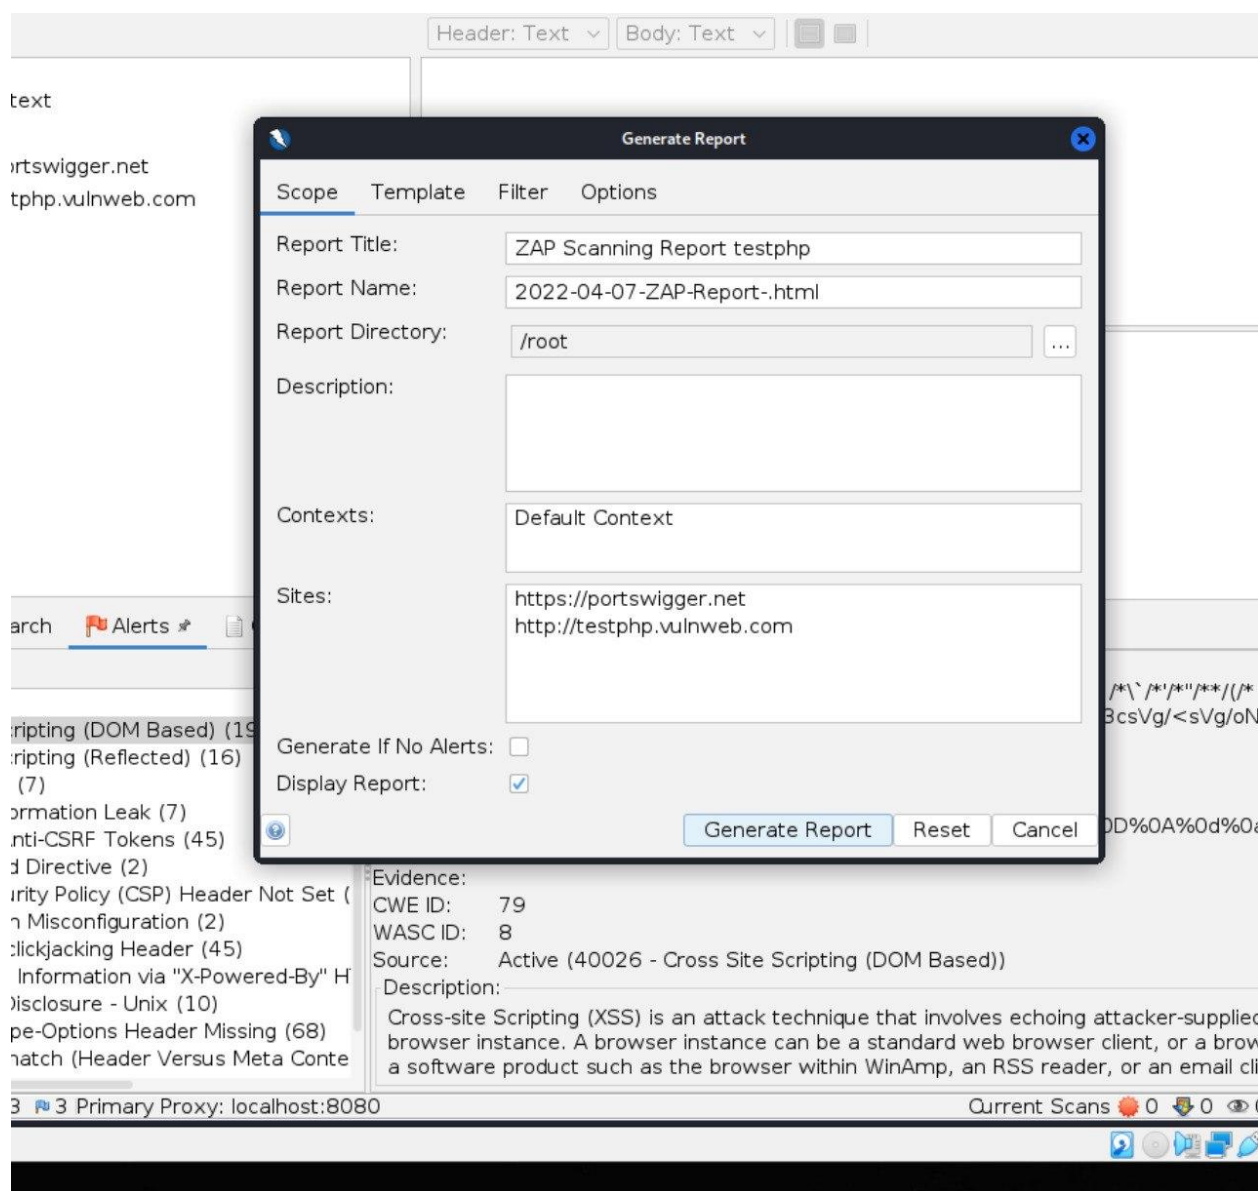 Header: Text
Body: Text
text
ortswigger.net
tphp.vulnweb.com
Generate Report
Scope Template Filter Options
Report Title: ZAP Scanning Report testphp
Report Name: 2022-04-07-ZAP-Report-.html
Report Directory: /root ...
Description:
Contexts: Default Context
Sites: https://portswigger.net
http://testphp.vulnweb.com
Generate If No Alerts:
Display Report:
Generate Report Reset Cancel
arch Alerts
ripting (DOM Based) (19
ripting (Reflected) (16)
(7)
ormation Leak (7)
nti-CSRF Tokens (45)
d Directive (2)
urity Policy (CSP) Header Not Set (
n Misconfiguration (2)
clickjacking Header (45)
Information via "X-Powered-By" HT
Disclosure - Unix (10)
pe-Options Header Missing (68)
natch (Header Versus Meta Conte
/*\`/*'/*"/**/(/*
3csVg/<sVg/oN
0D%0A%0d%0a
Evidence:
CWE ID: 79
WASC ID: 8
Source: Active (40026 - Cross Site Scripting (DOM Based))
Description:
Cross-site Scripting (XSS) is an attack technique that involves echoing attacker-supplied
browser instance. A browser instance can be a standard web browser client, or a brow
a software product such as the browser within WinAmp, an RSS reader, or an email cli
3 3 Primary Proxy: localhost:8080
Current Scans 0 0